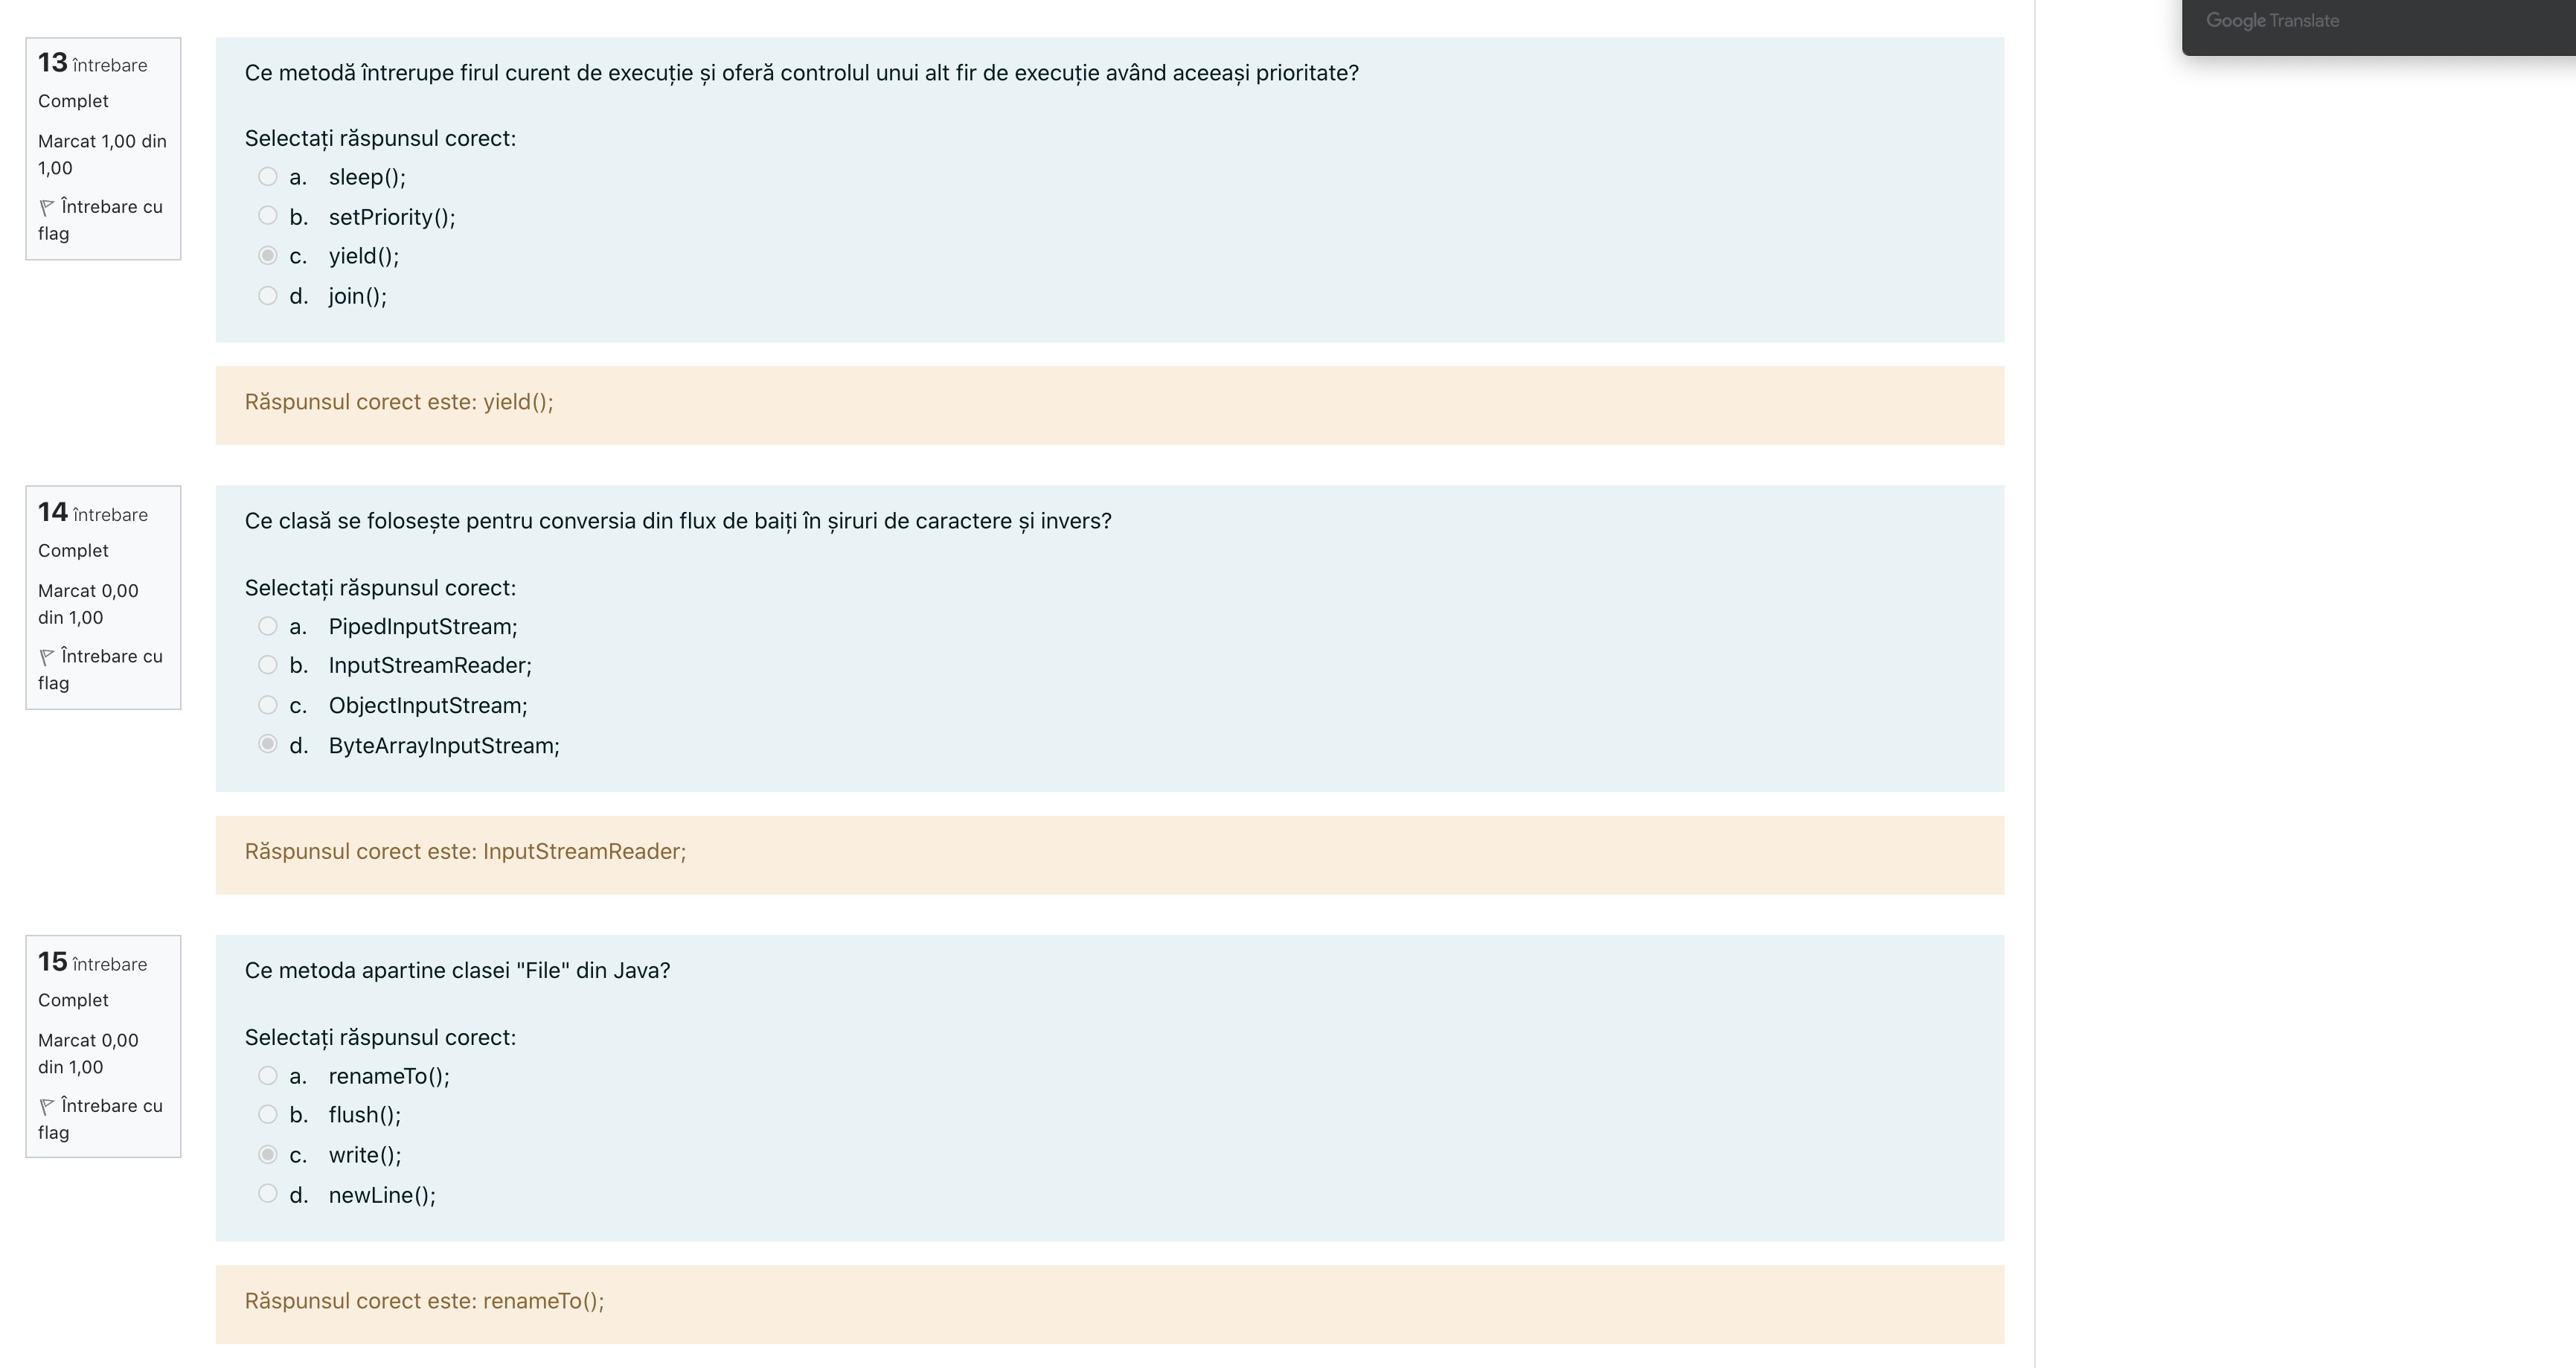 Google Translate
13 întrebare
Complet
Marcat 1,00 din
1,00
Întrebare cu
flag
Ce metodă întrerupe firul curent de execuție și oferă controlul unui alt fir de execuție având aceeași prioritate?
Selectați răspunsul corect:
a. sleep();
b. setPriority();
c. yield();
d. join();
Răspunsul corect este: yield();
14 întrebare
Complet
Marcat 0,00
din 1,00
Întrebare cu
flag
Ce clasă se folosește pentru conversia din flux de baiți în șiruri de caractere și invers?
Selectați răspunsul corect:
a. PipedInputStream;
b. InputStreamReader;
c. ObjectInputStream;
d. ByteArrayInputStream;
Răspunsul corect este: InputStreamReader;
15 întrebare
Complet
Marcat 0,00
din 1,00
Întrebare cu
flag
Ce metoda apartine clasei "File" din Java?
Selectați răspunsul corect:
a. renameTo();
b. flush();
c. write();
d. newLine();
Răspunsul corect este: renameTo();